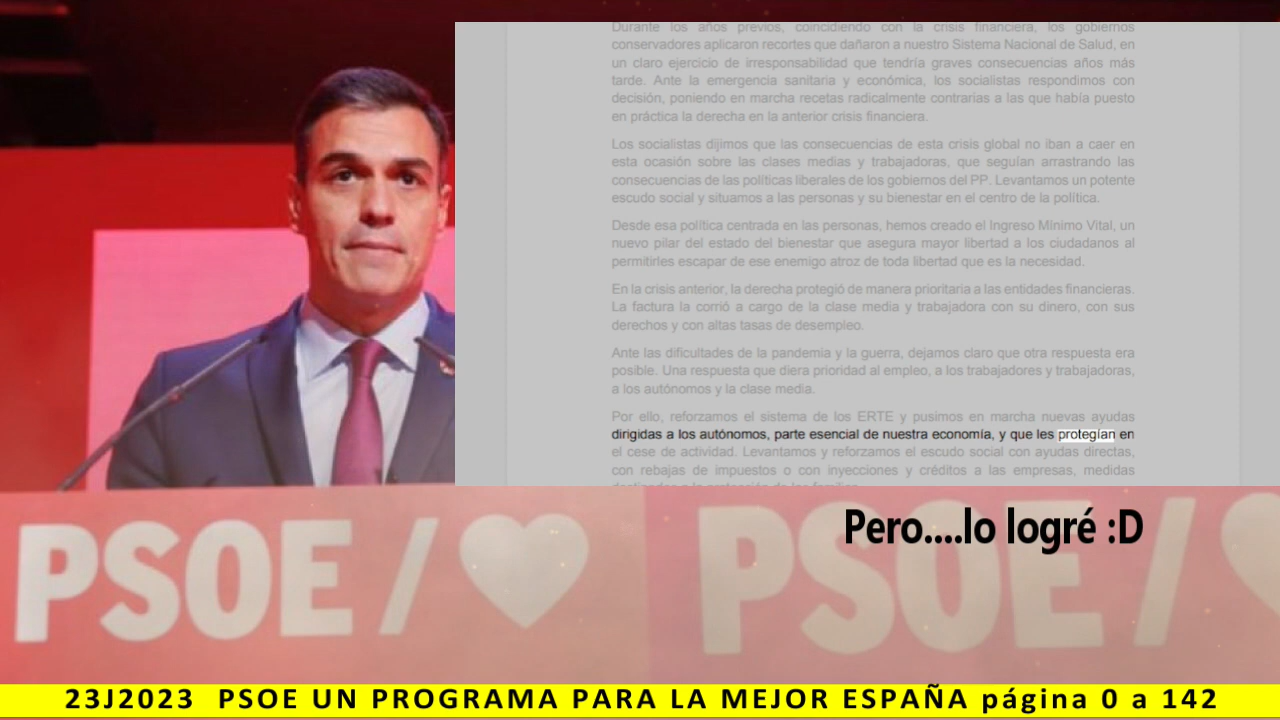 Durante los años previos, coincidiendo con la crisis financiera, los gobiernos
conservadores aplicaron recortes que dañaron a nuestro Sistema Nacional de Salud, en
un claro ejercicio de irresponsabilidad que tendría graves consecuencias años más
tarde. Ante la emergencia sanitaria y económica, los socialistas respondimos con
decisión, poniendo en marcha recetas radicalmente contrarias a las que había puesto
en práctica la derecha en la anterior crisis financiera.
Los socialistas dijimos que las consecuencias de esta crisis global no iban a caer en
esta ocasión sobre las clases medias y trabajadoras, que seguían arrastrando las
consecuencias de las políticas liberales de los gobiernos del PP. Levantamos un potente
escudo social y situamos a las personas y su bienestar en el centro de la política.
Desde esa política centrada en las personas, hemos creado el Ingreso Mínimo Vital, un
nuevo pilar del estado del bienestar que asegura mayor libertad a los ciudadanos al
permitirles escapar de ese enemigo atroz de toda libertad que es la necesidad.
En la crisis anterior, la derecha protegió de manera prioritaria a las entidades financieras.
La factura la corrió a cargo de la clase media y trabajadora con su dinero, con sus
derechos y con altas tasas de desempleo.
Ante las dificultades de la pandemia y la guerra, dejamos claro que otra respuesta era
posible. Una respuesta que diera prioridad al empleo, a los trabajadores y trabajadoras,
a los autónomos y la clase media.
Por ello, reforzamos el sistema de los ERTE y pusimos en marcha nuevas ayudas
dirigidas a los autónomos, parte esencial de nuestra economía, y que les protegían en
el cese de actividad. Levantamos y reforzamos el escudo social con ayudas directas,
con rebajas de impuestos o con inyecciones y créditos a las empresas, medidas
Pero....lo logré :D
PSOE / PSOE /
23J2023 PSOE UN PROGRAMA PARA LA MEJOR ESPAÑA página 0 a 142